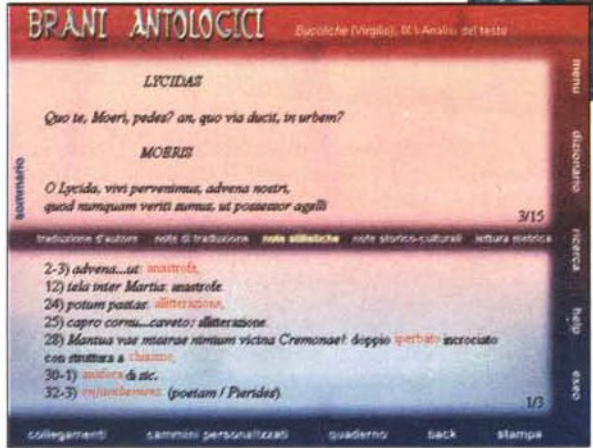 BRANI ANTOLOGICI
Bucoliche (Virgilio), IX \ Analisi del testo
LYCIDAS
Quo te, Moeri, pedes? an, quo via ducit, in urbem?
MOERIS
O Lycida, vivi pervenimus, advena nostri,
quod numquam veriti sumus, ut possessor agelli
3/15
sommario
menu
dizionario
ricerca
help
esco
traduzione d'autore note di traduzione note stilistiche note storico-culturali lettura metrica
2-3) advena...ut: anastrofe,
12) tela inter Martia: anastrofe.
24) potum pastas: allitterazione,
25) capro cornu...caveto: allitterazione.
28) Mantua vae miserae nimium vicina Cremonae!: doppio iperbato incrociato
con struttura a chiasmo,
30-1) anafora di sic.
32-3) enjambement (poetam / Pierides).
1/3
collegamenti cammini personalizzati quaderno back stampa